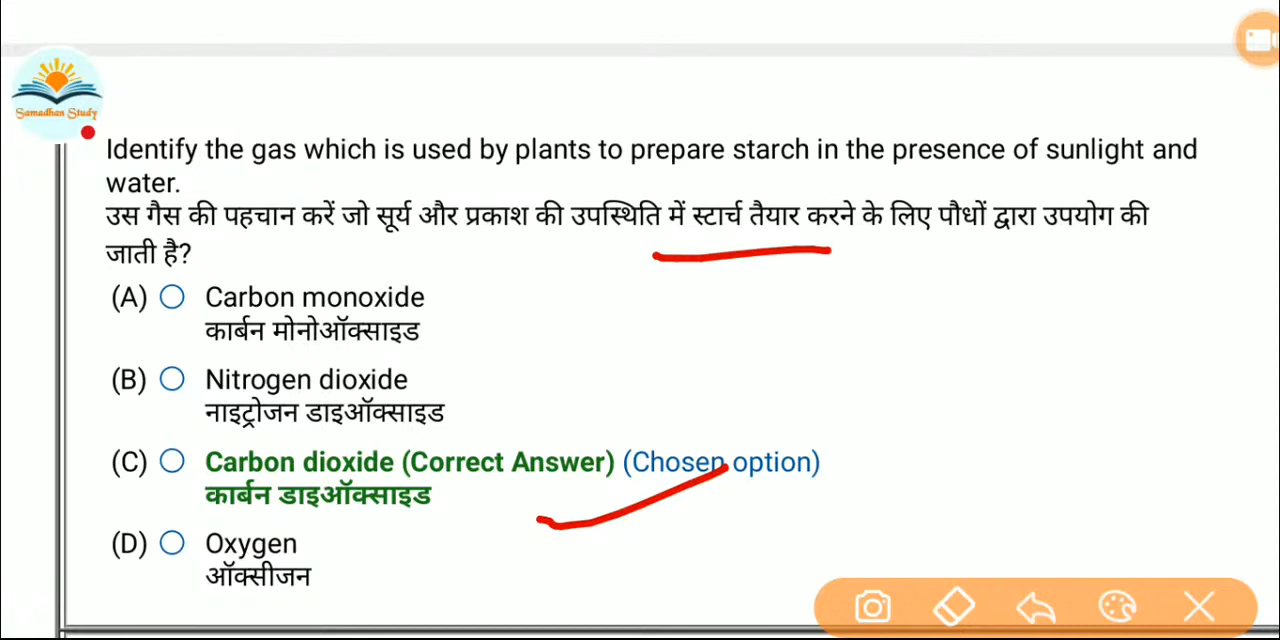 Samadhan Study
Identify the gas which is used by plants to prepare starch in the presence of sunlight and
water.
उस गैस की पहचान करें जो सूर्य और प्रकाश की उपस्थिति में स्टार्च तैयार करने के लिए पौधों द्वारा उपयोग की
जाती है?
(A) Carbon monoxide
कार्बन मोनोऑक्साइड
(B) Nitrogen dioxide
नाइट्रोजन डाइऑक्साइड
(C) Carbon dioxide (Correct Answer) (Chosen option)
कार्बन डाइऑक्साइड
(D) Oxygen
ऑक्सीजन